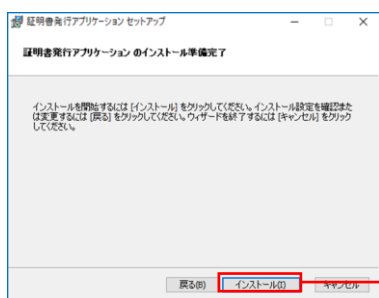 証明書発行アプリケーション セットアップ
証明書発行アプリケーション のインストール準備完了
インストールを開始するには [インストール] をクリックしてください。インストール設定を確認また
は変更するには [戻る] をクリックしてください。ウィザードを終了するには [キャンセル] をクリック
してください。
戻る(B) インストール(I) キャンセル